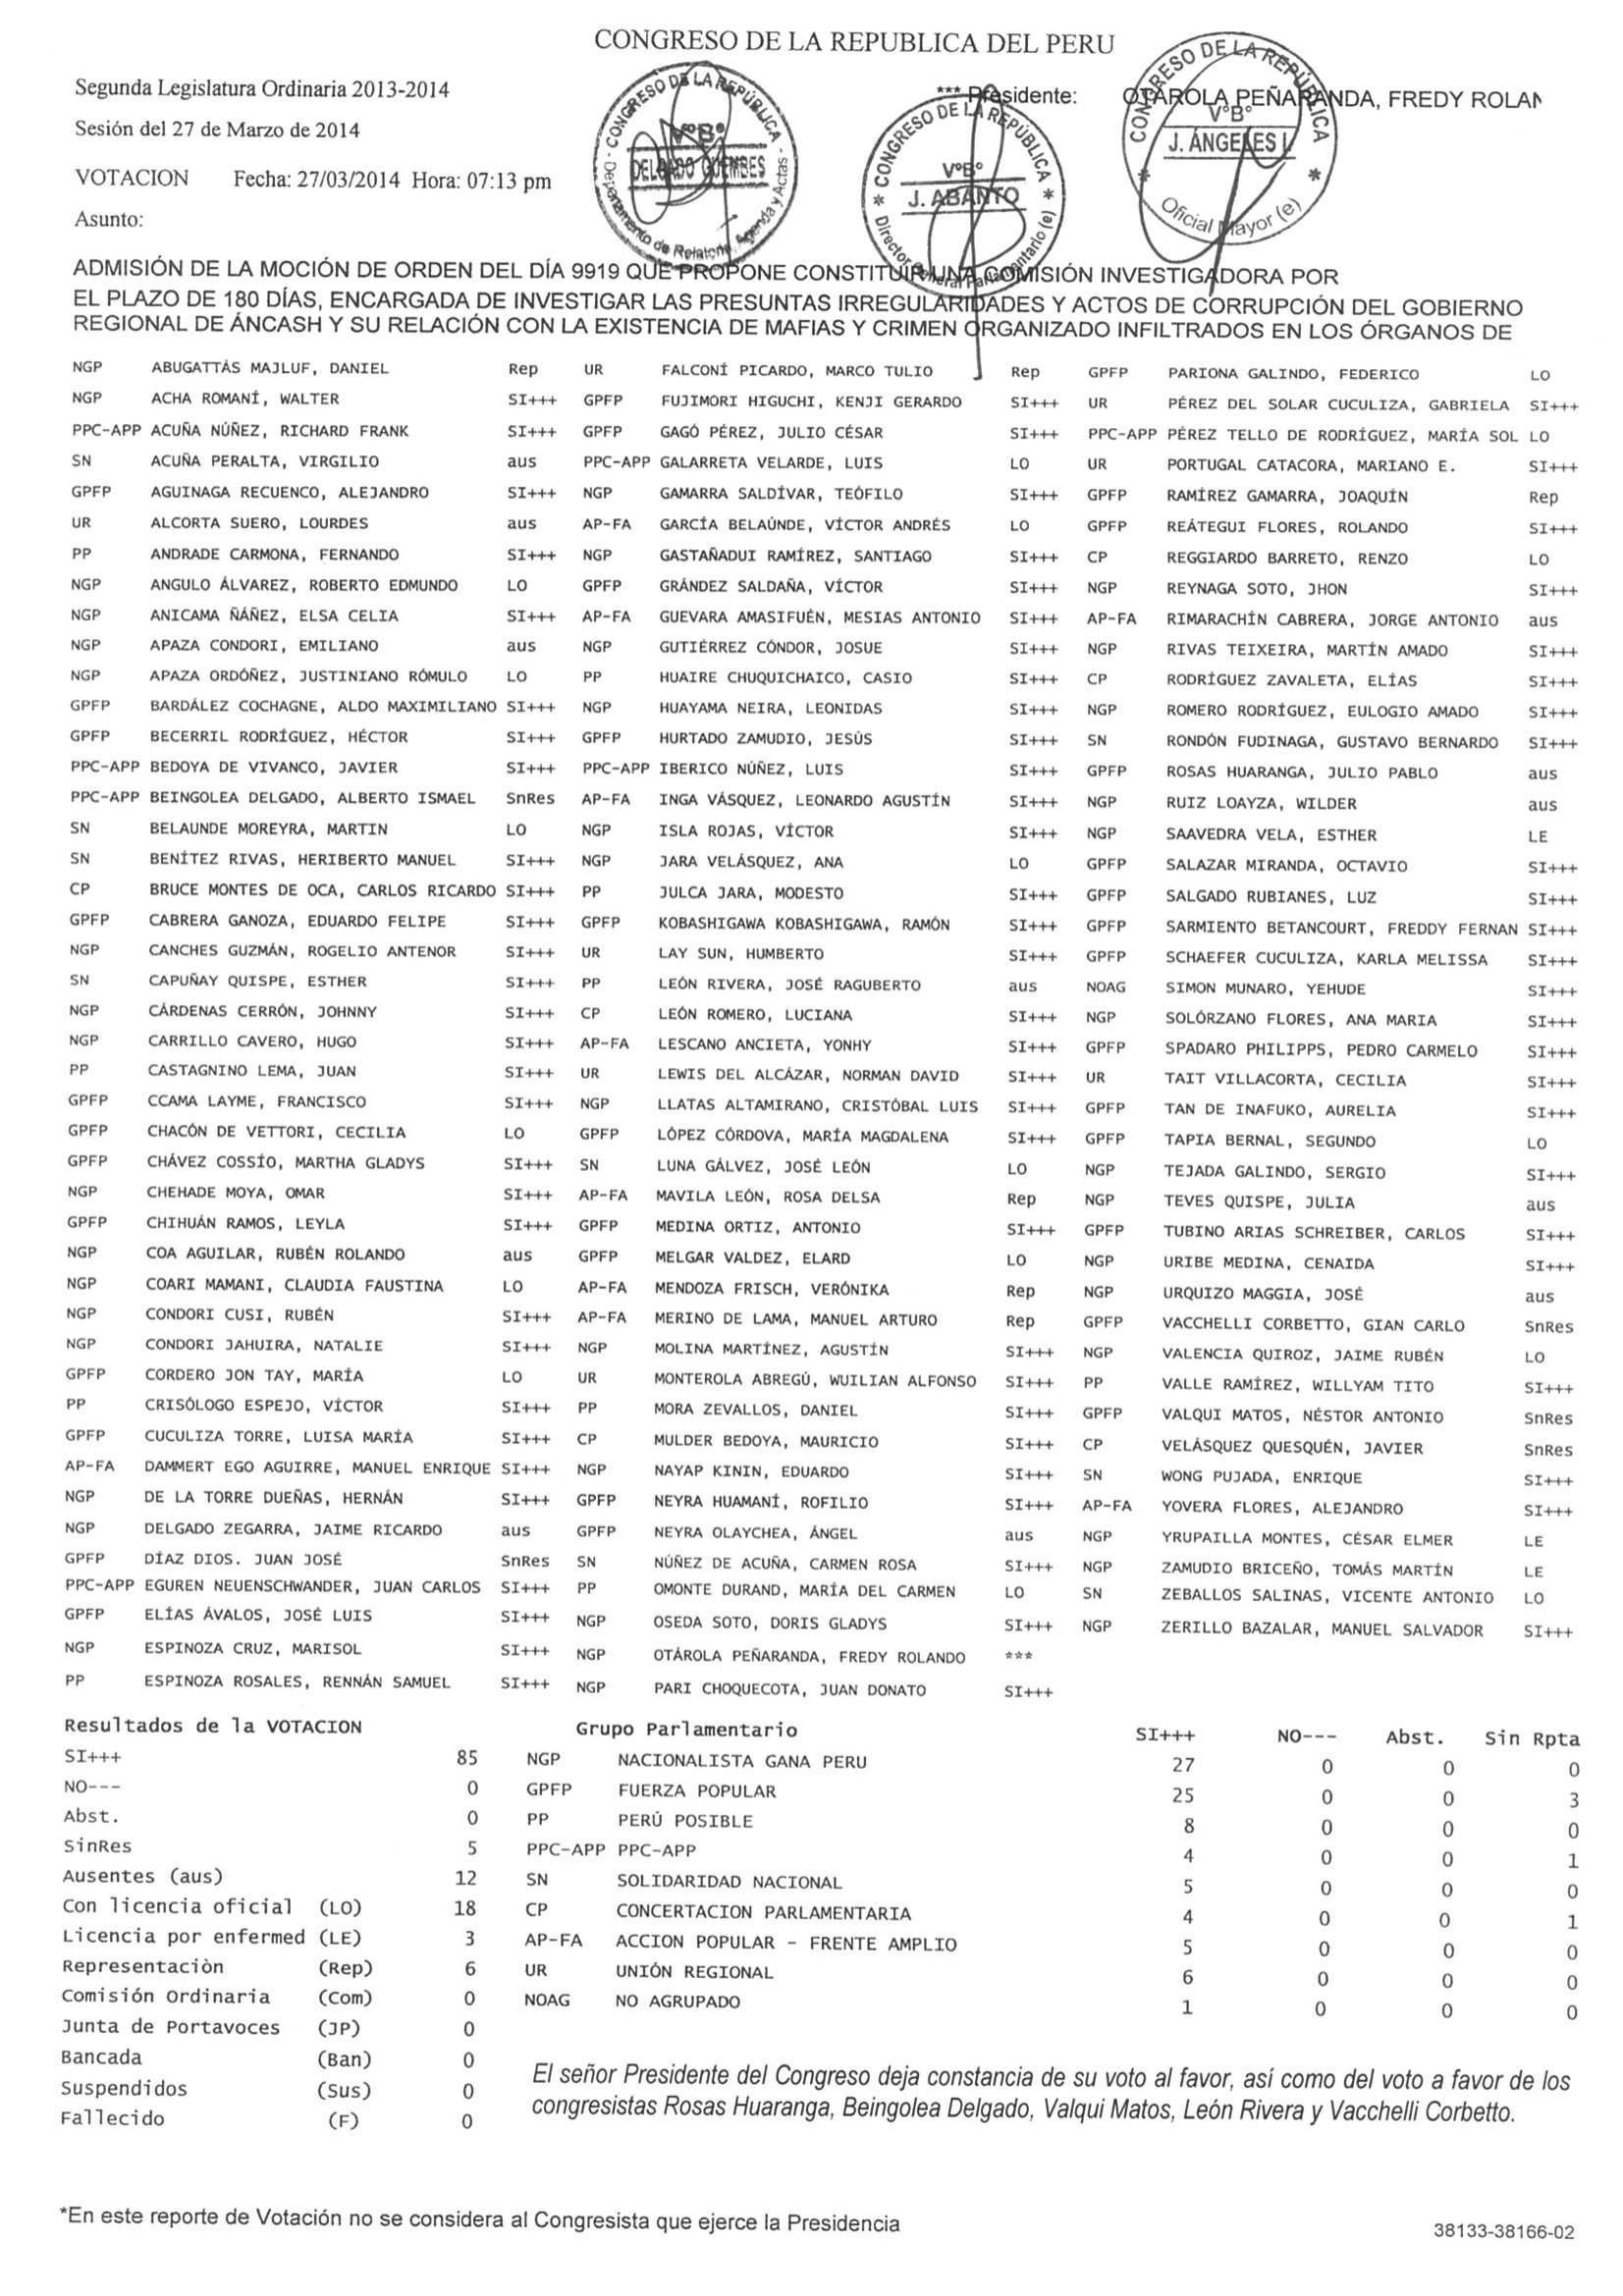 CONGRESO DE LA REPUBLICA DEL PERU
Segunda Legislatura Ordinaria 2013-2014
*** Presidente: OTAROLA PEÑARANDA, FREDY ROLAN
Sesión del 27 de Marzo de 2014
VOTACION Fecha: 27/03/2014 Hora: 07:13 pm
Asunto:
CONGRESO DE LA REPÚBLICA - Departamento de Relatoría, Agenda y Actas -
VºBº
DELGADO GUEMBES
CONGRESO DE LA REPÚBLICA * Director General Parlamentario (e) *
VºBº
J. ABANTO
CONGRESO DE LA REPÚBLICA * Oficial Mayor (e) *
VºBº
J. ÁNGELES I.
ADMISIÓN DE LA MOCIÓN DE ORDEN DEL DÍA 9919 QUE PROPONE CONSTITUIR UNA COMISIÓN INVESTIGADORA POR
EL PLAZO DE 180 DÍAS, ENCARGADA DE INVESTIGAR LAS PRESUNTAS IRREGULARIDADES Y ACTOS DE CORRUPCIÓN DEL GOBIERNO
REGIONAL DE ÁNCASH Y SU RELACIÓN CON LA EXISTENCIA DE MAFIAS Y CRIMEN ORGANIZADO INFILTRADOS EN LOS ÓRGANOS DE
NGP ABUGATTÁS MAJLUF, DANIEL Rep UR FALCONÍ PICARDO, MARCO TULIO Rep GPFP PARIONA GALINDO, FEDERICO LO
NGP ACHA ROMANÍ, WALTER SI+++ GPFP FUJIMORI HIGUCHI, KENJI GERARDO SI+++ UR PÉREZ DEL SOLAR CUCULIZA, GABRIELA SI+++
PPC-APP ACUÑA NÚÑEZ, RICHARD FRANK SI+++ GPFP GAGÓ PÉREZ, JULIO CÉSAR SI+++ PPC-APP PÉREZ TELLO DE RODRÍGUEZ, MARÍA SOL LO
SN ACUÑA PERALTA, VIRGILIO aus PPC-APP GALARRETA VELARDE, LUIS LO UR PORTUGAL CATACORA, MARIANO E. SI+++
GPFP AGUINAGA RECUENCO, ALEJANDRO SI+++ NGP GAMARRA SALDÍVAR, TEÓFILO SI+++ GPFP RAMÍREZ GAMARRA, JOAQUÍN Rep
UR ALCORTA SUERO, LOURDES aus AP-FA GARCÍA BELAÚNDE, VÍCTOR ANDRÉS LO GPFP REÁTEGUI FLORES, ROLANDO SI+++
PP ANDRADE CARMONA, FERNANDO SI+++ NGP GASTAÑADUI RAMÍREZ, SANTIAGO SI+++ CP REGGIARDO BARRETO, RENZO LO
NGP ANGULO ÁLVAREZ, ROBERTO EDMUNDO LO GPFP GRÁNDEZ SALDAÑA, VÍCTOR SI+++ NGP REYNAGA SOTO, JHON SI+++
NGP ANICAMA ÑÁÑEZ, ELSA CELIA SI+++ AP-FA GUEVARA AMASIFUÉN, MESIAS ANTONIO SI+++ AP-FA RIMARACHÍN CABRERA, JORGE ANTONIO aus
NGP APAZA CONDORI, EMILIANO aus NGP GUTIÉRREZ CÓNDOR, JOSUE SI+++ NGP RIVAS TEIXEIRA, MARTÍN AMADO SI+++
NGP APAZA ORDÓÑEZ, JUSTINIANO RÓMULO LO PP HUAIRE CHUQUICHAICO, CASIO SI+++ CP RODRÍGUEZ ZAVALETA, ELÍAS SI+++
GPFP BARDÁLEZ COCHAGNE, ALDO MAXIMILIANO SI+++ NGP HUAYAMA NEIRA, LEONIDAS SI+++ NGP ROMERO RODRÍGUEZ, EULOGIO AMADO SI+++
GPFP BECERRIL RODRÍGUEZ, HÉCTOR SI+++ GPFP HURTADO ZAMUDIO, JESÚS SI+++ SN RONDÓN FUDINAGA, GUSTAVO BERNARDO SI+++
PPC-APP BEDOYA DE VIVANCO, JAVIER SI+++ PPC-APP IBERICO NÚÑEZ, LUIS SI+++ GPFP ROSAS HUARANGA, JULIO PABLO aus
PPC-APP BEINGOLEA DELGADO, ALBERTO ISMAEL SnRes AP-FA INGA VÁSQUEZ, LEONARDO AGUSTÍN SI+++ NGP RUIZ LOAYZA, WILDER aus
SN BELAUNDE MOREYRA, MARTIN LO NGP ISLA ROJAS, VÍCTOR SI+++ NGP SAAVEDRA VELA, ESTHER LE
SN BENÍTEZ RIVAS, HERIBERTO MANUEL SI+++ NGP JARA VELÁSQUEZ, ANA LO GPFP SALAZAR MIRANDA, OCTAVIO SI+++
CP BRUCE MONTES DE OCA, CARLOS RICARDO SI+++ PP JULCA JARA, MODESTO SI+++ GPFP SALGADO RUBIANES, LUZ SI+++
GPFP CABRERA GANOZA, EDUARDO FELIPE SI+++ GPFP KOBASHIGAWA KOBASHIGAWA, RAMÓN SI+++ GPFP SARMIENTO BETANCOURT, FREDDY FERNAN SI+++
NGP CANCHES GUZMÁN, ROGELIO ANTENOR SI+++ UR LAY SUN, HUMBERTO SI+++ GPFP SCHAEFER CUCULIZA, KARLA MELISSA SI+++
SN CAPUÑAY QUISPE, ESTHER SI+++ PP LEÓN RIVERA, JOSÉ RAGUBERTO aus NOAG SIMON MUNARO, YEHUDE SI+++
NGP CÁRDENAS CERRÓN, JOHNNY SI+++ CP LEÓN ROMERO, LUCIANA SI+++ NGP SOLÓRZANO FLORES, ANA MARIA SI+++
NGP CARRILLO CAVERO, HUGO SI+++ AP-FA LESCANO ANCIETA, YONHY SI+++ GPFP SPADARO PHILIPPS, PEDRO CARMELO SI+++
PP CASTAGNINO LEMA, JUAN SI+++ UR LEWIS DEL ALCÁZAR, NORMAN DAVID SI+++ UR TAIT VILLACORTA, CECILIA SI+++
GPFP CCAMA LAYME, FRANCISCO SI+++ NGP LLATAS ALTAMIRANO, CRISTÓBAL LUIS SI+++ GPFP TAN DE INAFUKO, AURELIA SI+++
GPFP CHACÓN DE VETTORI, CECILIA LO GPFP LÓPEZ CÓRDOVA, MARÍA MAGDALENA SI+++ GPFP TAPIA BERNAL, SEGUNDO LO
GPFP CHÁVEZ COSSÍO, MARTHA GLADYS SI+++ SN LUNA GÁLVEZ, JOSÉ LEÓN LO NGP TEJADA GALINDO, SERGIO SI+++
NGP CHEHADE MOYA, OMAR SI+++ AP-FA MAVILA LEÓN, ROSA DELSA Rep NGP TEVES QUISPE, JULIA aus
GPFP CHIHUÁN RAMOS, LEYLA SI+++ GPFP MEDINA ORTIZ, ANTONIO SI+++ GPFP TUBINO ARIAS SCHREIBER, CARLOS SI+++
NGP COA AGUILAR, RUBÉN ROLANDO aus GPFP MELGAR VALDEZ, ELARD LO NGP URIBE MEDINA, CENAIDA SI+++
NGP COARI MAMANI, CLAUDIA FAUSTINA LO AP-FA MENDOZA FRISCH, VERÓNIKA Rep NGP URQUIZO MAGGIA, JOSÉ aus
NGP CONDORI CUSI, RUBÉN SI+++ AP-FA MERINO DE LAMA, MANUEL ARTURO Rep GPFP VACCHELLI CORBETTO, GIAN CARLO SnRes
NGP CONDORI JAHUIRA, NATALIE SI+++ NGP MOLINA MARTÍNEZ, AGUSTÍN SI+++ NGP VALENCIA QUIROZ, JAIME RUBÉN LO
GPFP CORDERO JON TAY, MARÍA LO UR MONTEROLA ABREGÚ, WUILIAN ALFONSO SI+++ PP VALLE RAMÍREZ, WILLYAM TITO SI+++
PP CRISÓLOGO ESPEJO, VÍCTOR SI+++ PP MORA ZEVALLOS, DANIEL SI+++ GPFP VALQUI MATOS, NÉSTOR ANTONIO SnRes
GPFP CUCULIZA TORRE, LUISA MARÍA SI+++ CP MULDER BEDOYA, MAURICIO SI+++ CP VELÁSQUEZ QUESQUÉN, JAVIER SnRes
AP-FA DAMMERT EGO AGUIRRE, MANUEL ENRIQUE SI+++ NGP NAYAP KININ, EDUARDO SI+++ SN WONG PUJADA, ENRIQUE SI+++
NGP DE LA TORRE DUEÑAS, HERNÁN SI+++ GPFP NEYRA HUAMANÍ, ROFILIO SI+++ AP-FA YOVERA FLORES, ALEJANDRO SI+++
NGP DELGADO ZEGARRA, JAIME RICARDO aus GPFP NEYRA OLAYCHEA, ÁNGEL aus NGP YRUPAILLA MONTES, CÉSAR ELMER LE
GPFP DÍAZ DIOS. JUAN JOSÉ SnRes SN NÚÑEZ DE ACUÑA, CARMEN ROSA SI+++ NGP ZAMUDIO BRICEÑO, TOMÁS MARTÍN LE
PPC-APP EGUREN NEUENSCHWANDER, JUAN CARLOS SI+++ PP OMONTE DURAND, MARÍA DEL CARMEN LO SN ZEBALLOS SALINAS, VICENTE ANTONIO LO
GPFP ELÍAS ÁVALOS, JOSÉ LUIS SI+++ NGP OSEDA SOTO, DORIS GLADYS SI+++ NGP ZERILLO BAZALAR, MANUEL SALVADOR SI+++
NGP ESPINOZA CRUZ, MARISOL SI+++ NGP OTÁROLA PEÑARANDA, FREDY ROLANDO ***
PP ESPINOZA ROSALES, RENNÁN SAMUEL SI+++ NGP PARI CHOQUECOTA, JUAN DONATO SI+++
Resultados de la VOTACION Grupo Parlamentario SI+++ NO--- Abst. Sin Rpta
SI+++ 85 NGP NACIONALISTA GANA PERU 27 0 0 0
NO--- 0 GPFP FUERZA POPULAR 25 0 0 3
Abst. 0 PP PERÚ POSIBLE 8 0 0 0
SinRes 5 PPC-APP PPC-APP 4 0 0 1
Ausentes (aus) 12 SN SOLIDARIDAD NACIONAL 5 0 0 0
Con licencia oficial (LO) 18 CP CONCERTACION PARLAMENTARIA 4 0 0 1
Licencia por enfermed (LE) 3 AP-FA ACCION POPULAR - FRENTE AMPLIO 5 0 0 0
Representaciòn (Rep) 6 UR UNIÓN REGIONAL 6 0 0 0
Comisión Ordinaria (Com) 0 NOAG NO AGRUPADO 1 0 0 0
Junta de Portavoces (JP) 0
Bancada (Ban) 0
Suspendidos (Sus) 0
Fallecido (F) 0
El señor Presidente del Congreso deja constancia de su voto al favor, así como del voto a favor de los
congresistas Rosas Huaranga, Beingolea Delgado, Valqui Matos, León Rivera y Vacchelli Corbetto.
*En este reporte de Votación no se considera al Congresista que ejerce la Presidencia
38133-38166-02